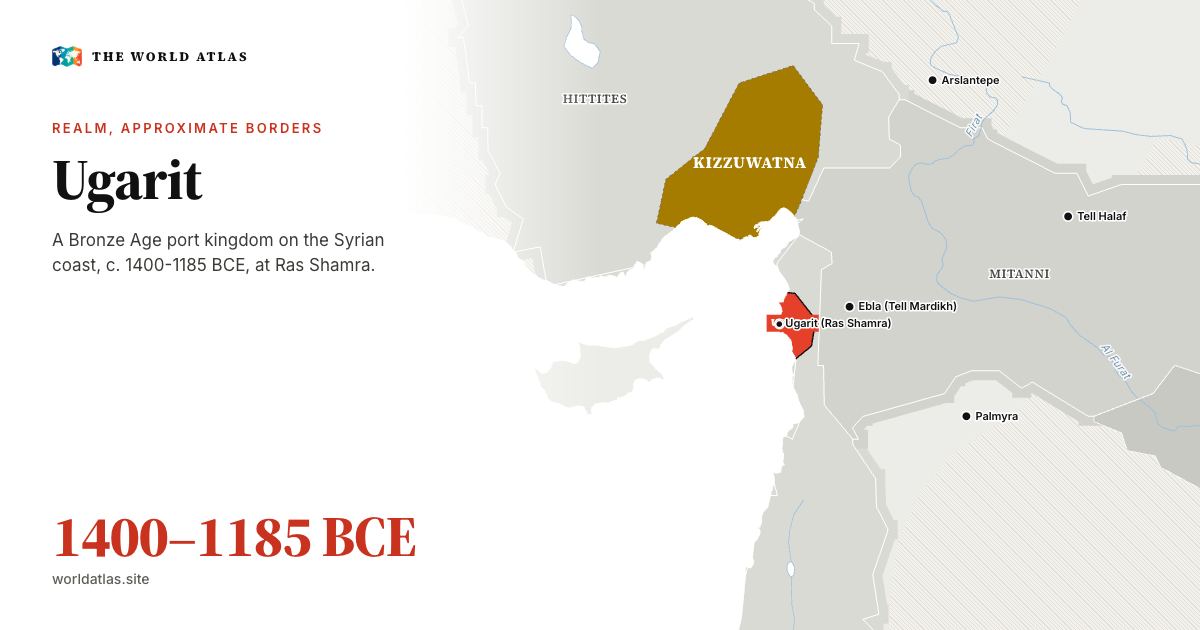 THE WORLD ATLAS
REALM, APPROXIMATE BORDERS
Ugarit
A Bronze Age port kingdom on the Syrian
coast, c. 1400-1185 BCE, at Ras Shamra.
1400–1185 BCE
worldatlas.site
HITTITES
KIZZUWATNA
Arslantepe
Firat
Tell Halaf
MITANNI
Ebla (Tell Mardikh)
Ugarit (Ras Shamra)
Al Furat
Palmyra